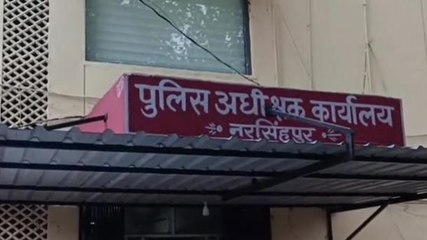 पुलिस अधीक्षक कार्यालय
नरसिंहपुर